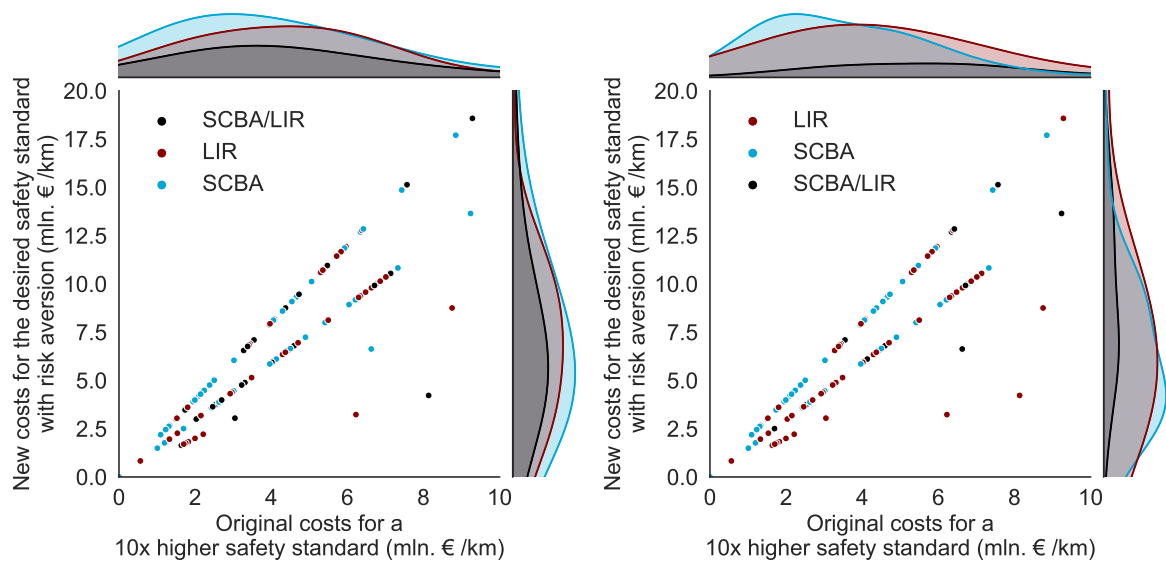 New costs for the desired safety standard
with risk aversion (mln. € /km)
20.0
17.5
15.0
12.5
10.0
7.5
5.0
2.5
0.0
SCBA/LIR
LIR
SCBA
0 2 4 6 8 10
Original costs for a
10x higher safety standard (mln. € /km)
New costs for the desired safety standard
with risk aversion (mln. € /km)
20.0
17.5
15.0
12.5
10.0
7.5
5.0
2.5
0.0
LIR
SCBA
SCBA/LIR
0 2 4 6 8 10
Original costs for a
10x higher safety standard (mln. € /km)